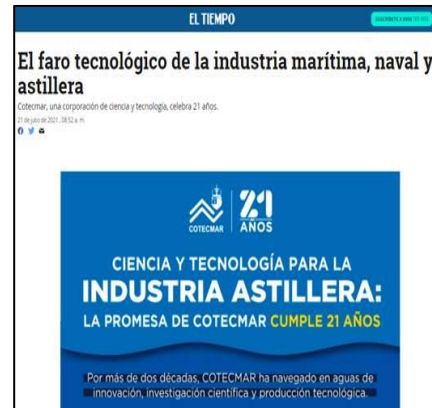 EL TIEMPO
El faro tecnológico de la industria marítima, naval y
astillera
Cotecmar, una corporación de ciencia y tecnología, celebra 21 años.
21 de julio de 2021, 08:52 a. m.
COTECMAR
21
AÑOS
CIENCIA Y TECNOLOGÍA PARA LA
INDUSTRIA ASTILLERA:
LA PROMESA DE COTECMAR CUMPLE 21 AÑOS
Por más de dos décadas, COTECMAR ha navegado en aguas de
innovación, investigación científica y producción tecnológica.